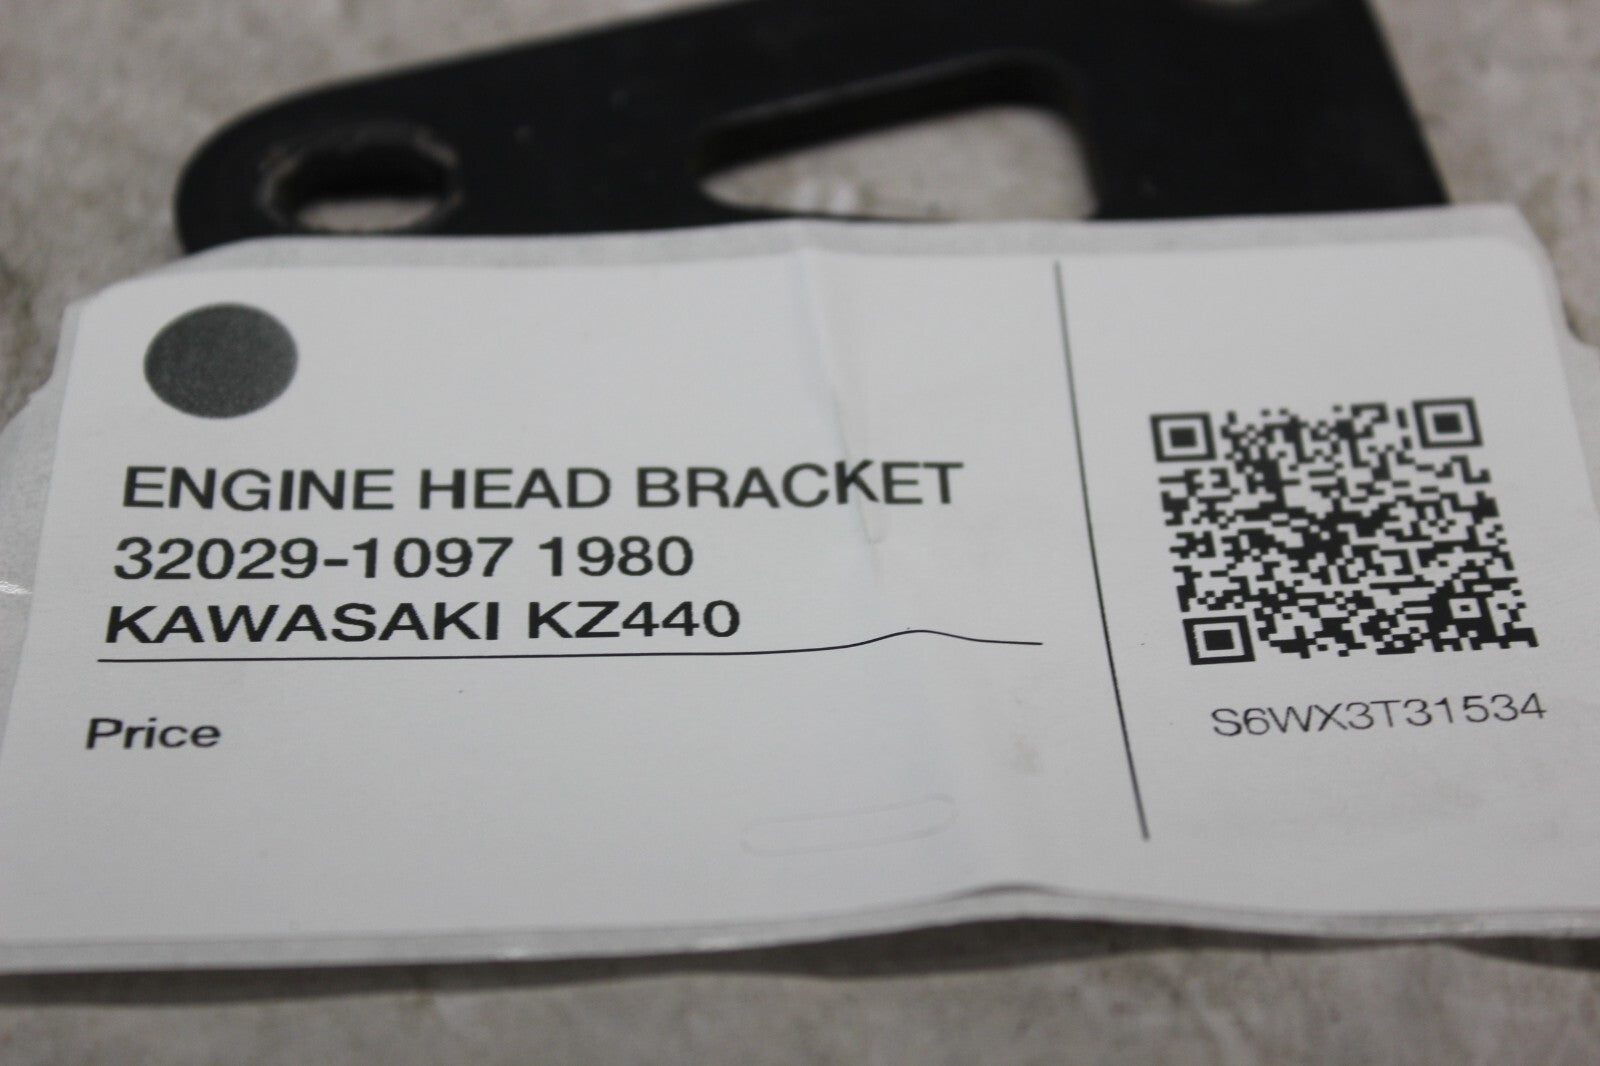 ENGINE HEAD BRACKET
32029-1097 1980
KAWASAKI KZ440
Price
S6WX3T31534